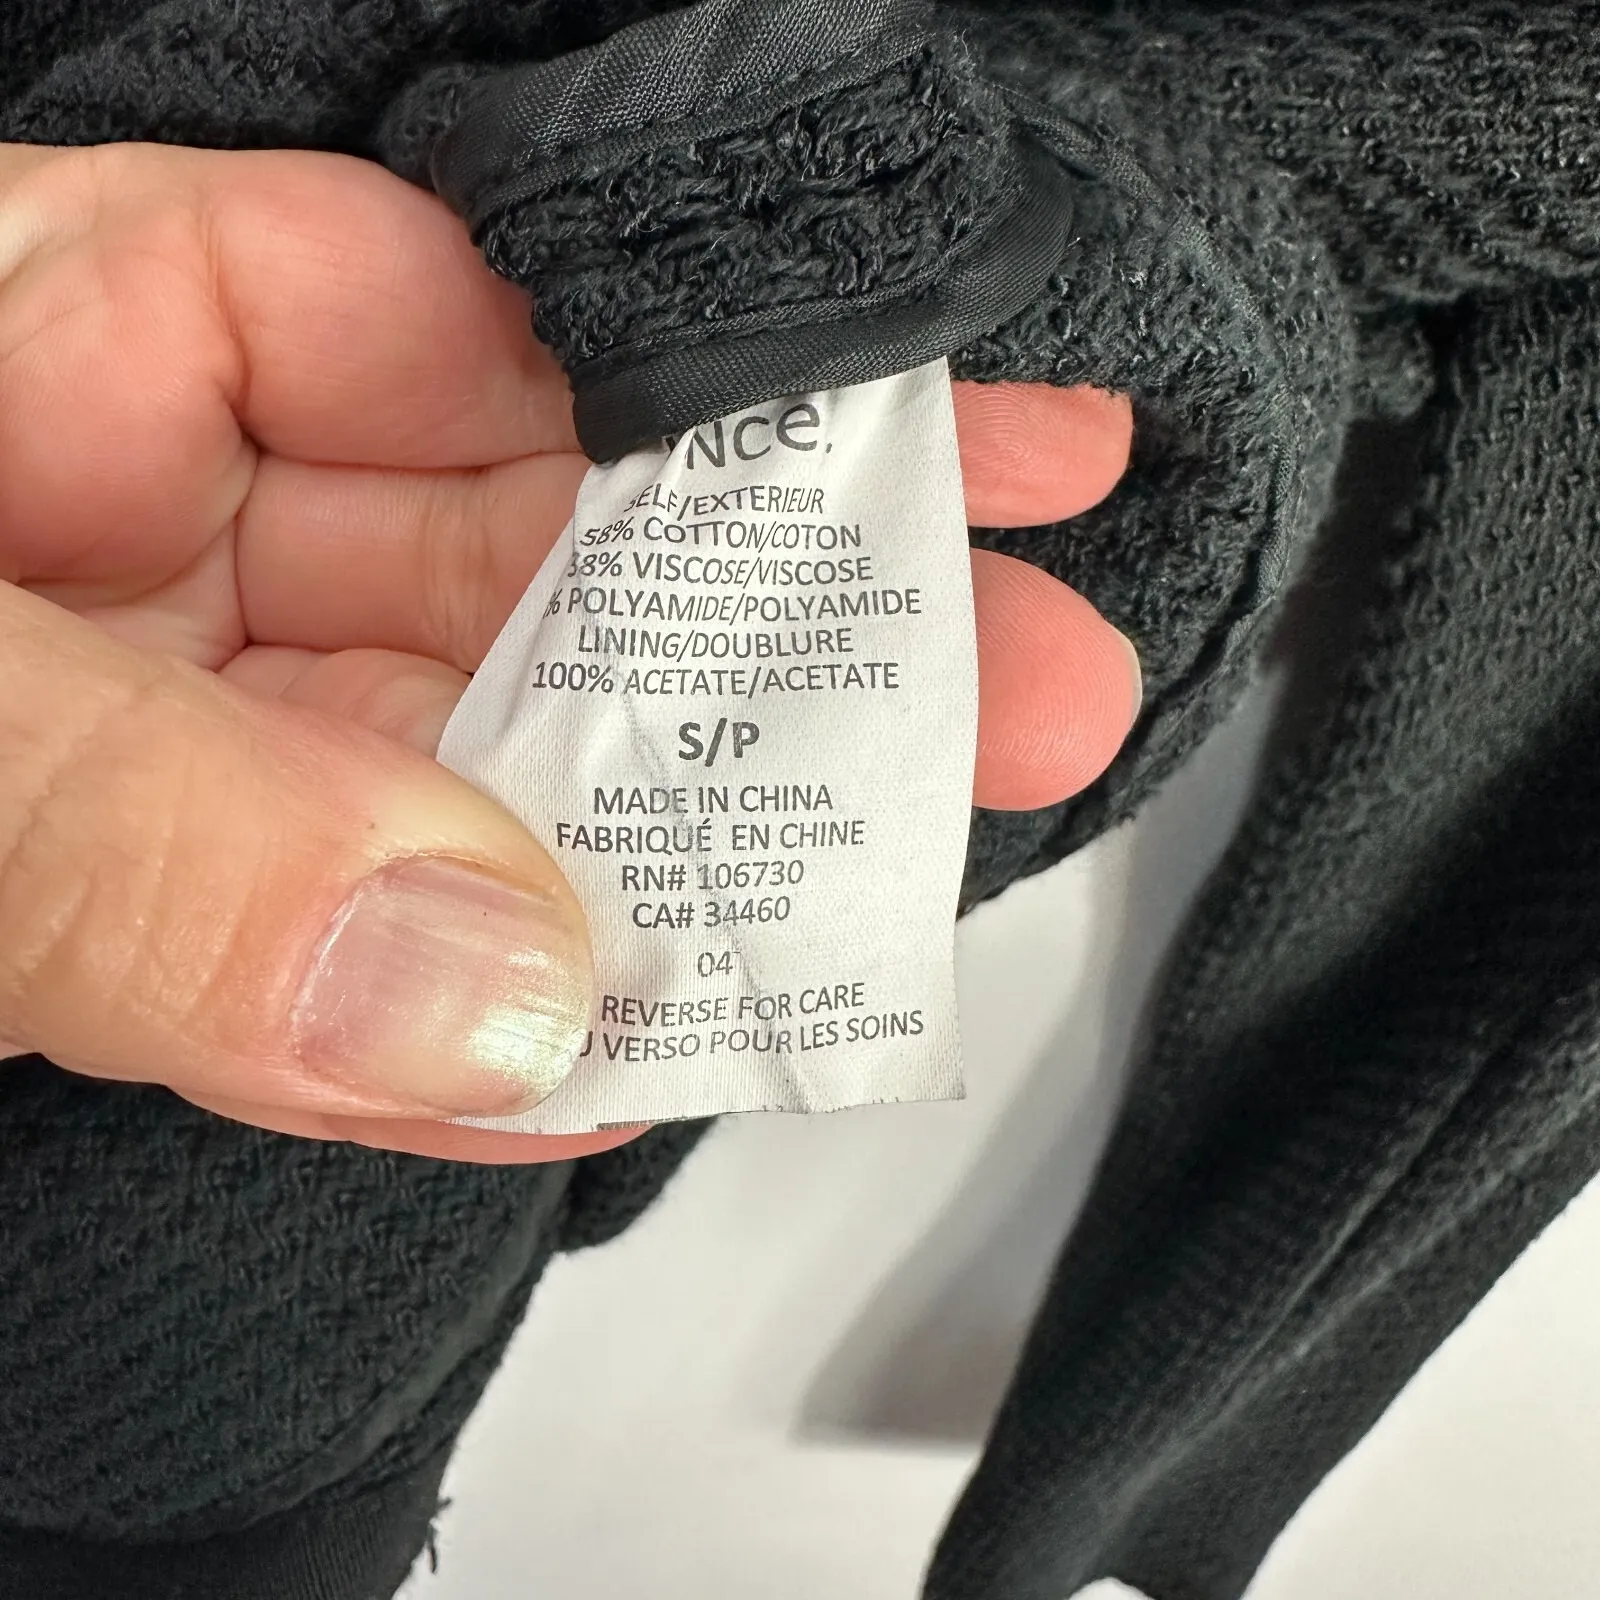 NCe.
SELF/EXTERIEUR
58% COTTON/COTON
38% VISCOSE/VISCOSE
% POLYAMIDE/POLYAMIDE
LINING/DOUBLURE
100% ACETATE/ACETATE
S/P
MADE IN CHINA
FABRIQUÉ EN CHINE
RN# 106730
CA# 34460
04
REVERSE FOR CARE
VERSO POUR LES SOINS